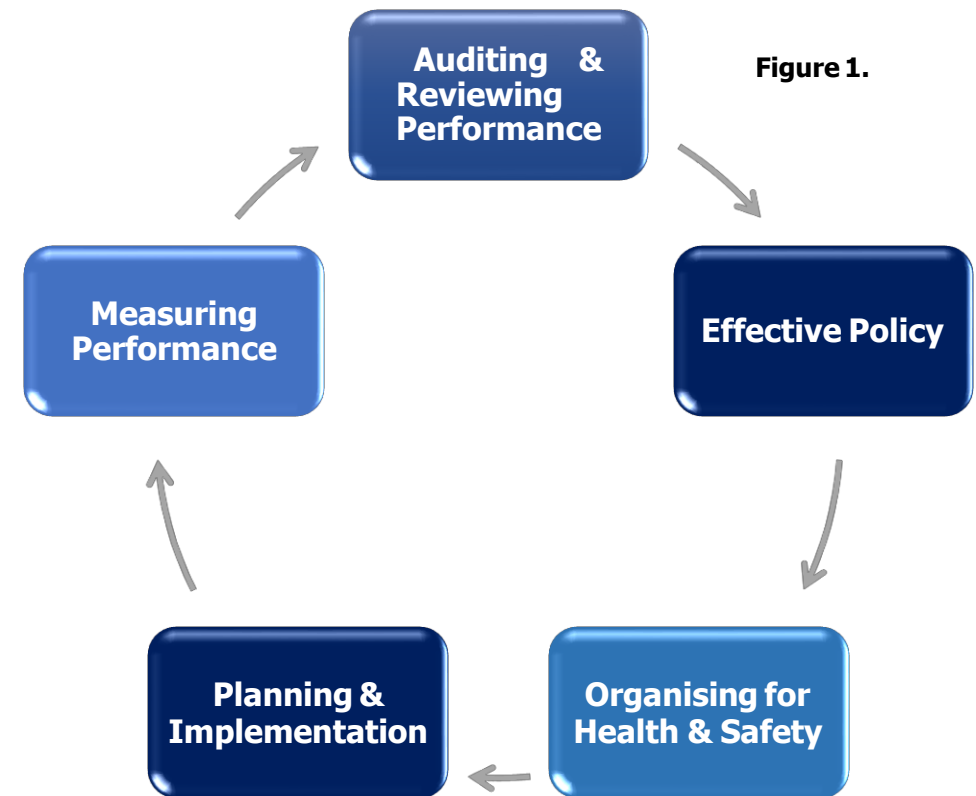 Auditing &
Reviewing
Performance
Figure 1.
Measuring
Performance
Effective Policy
Planning &
Implementation
Organising for
Health & Safety